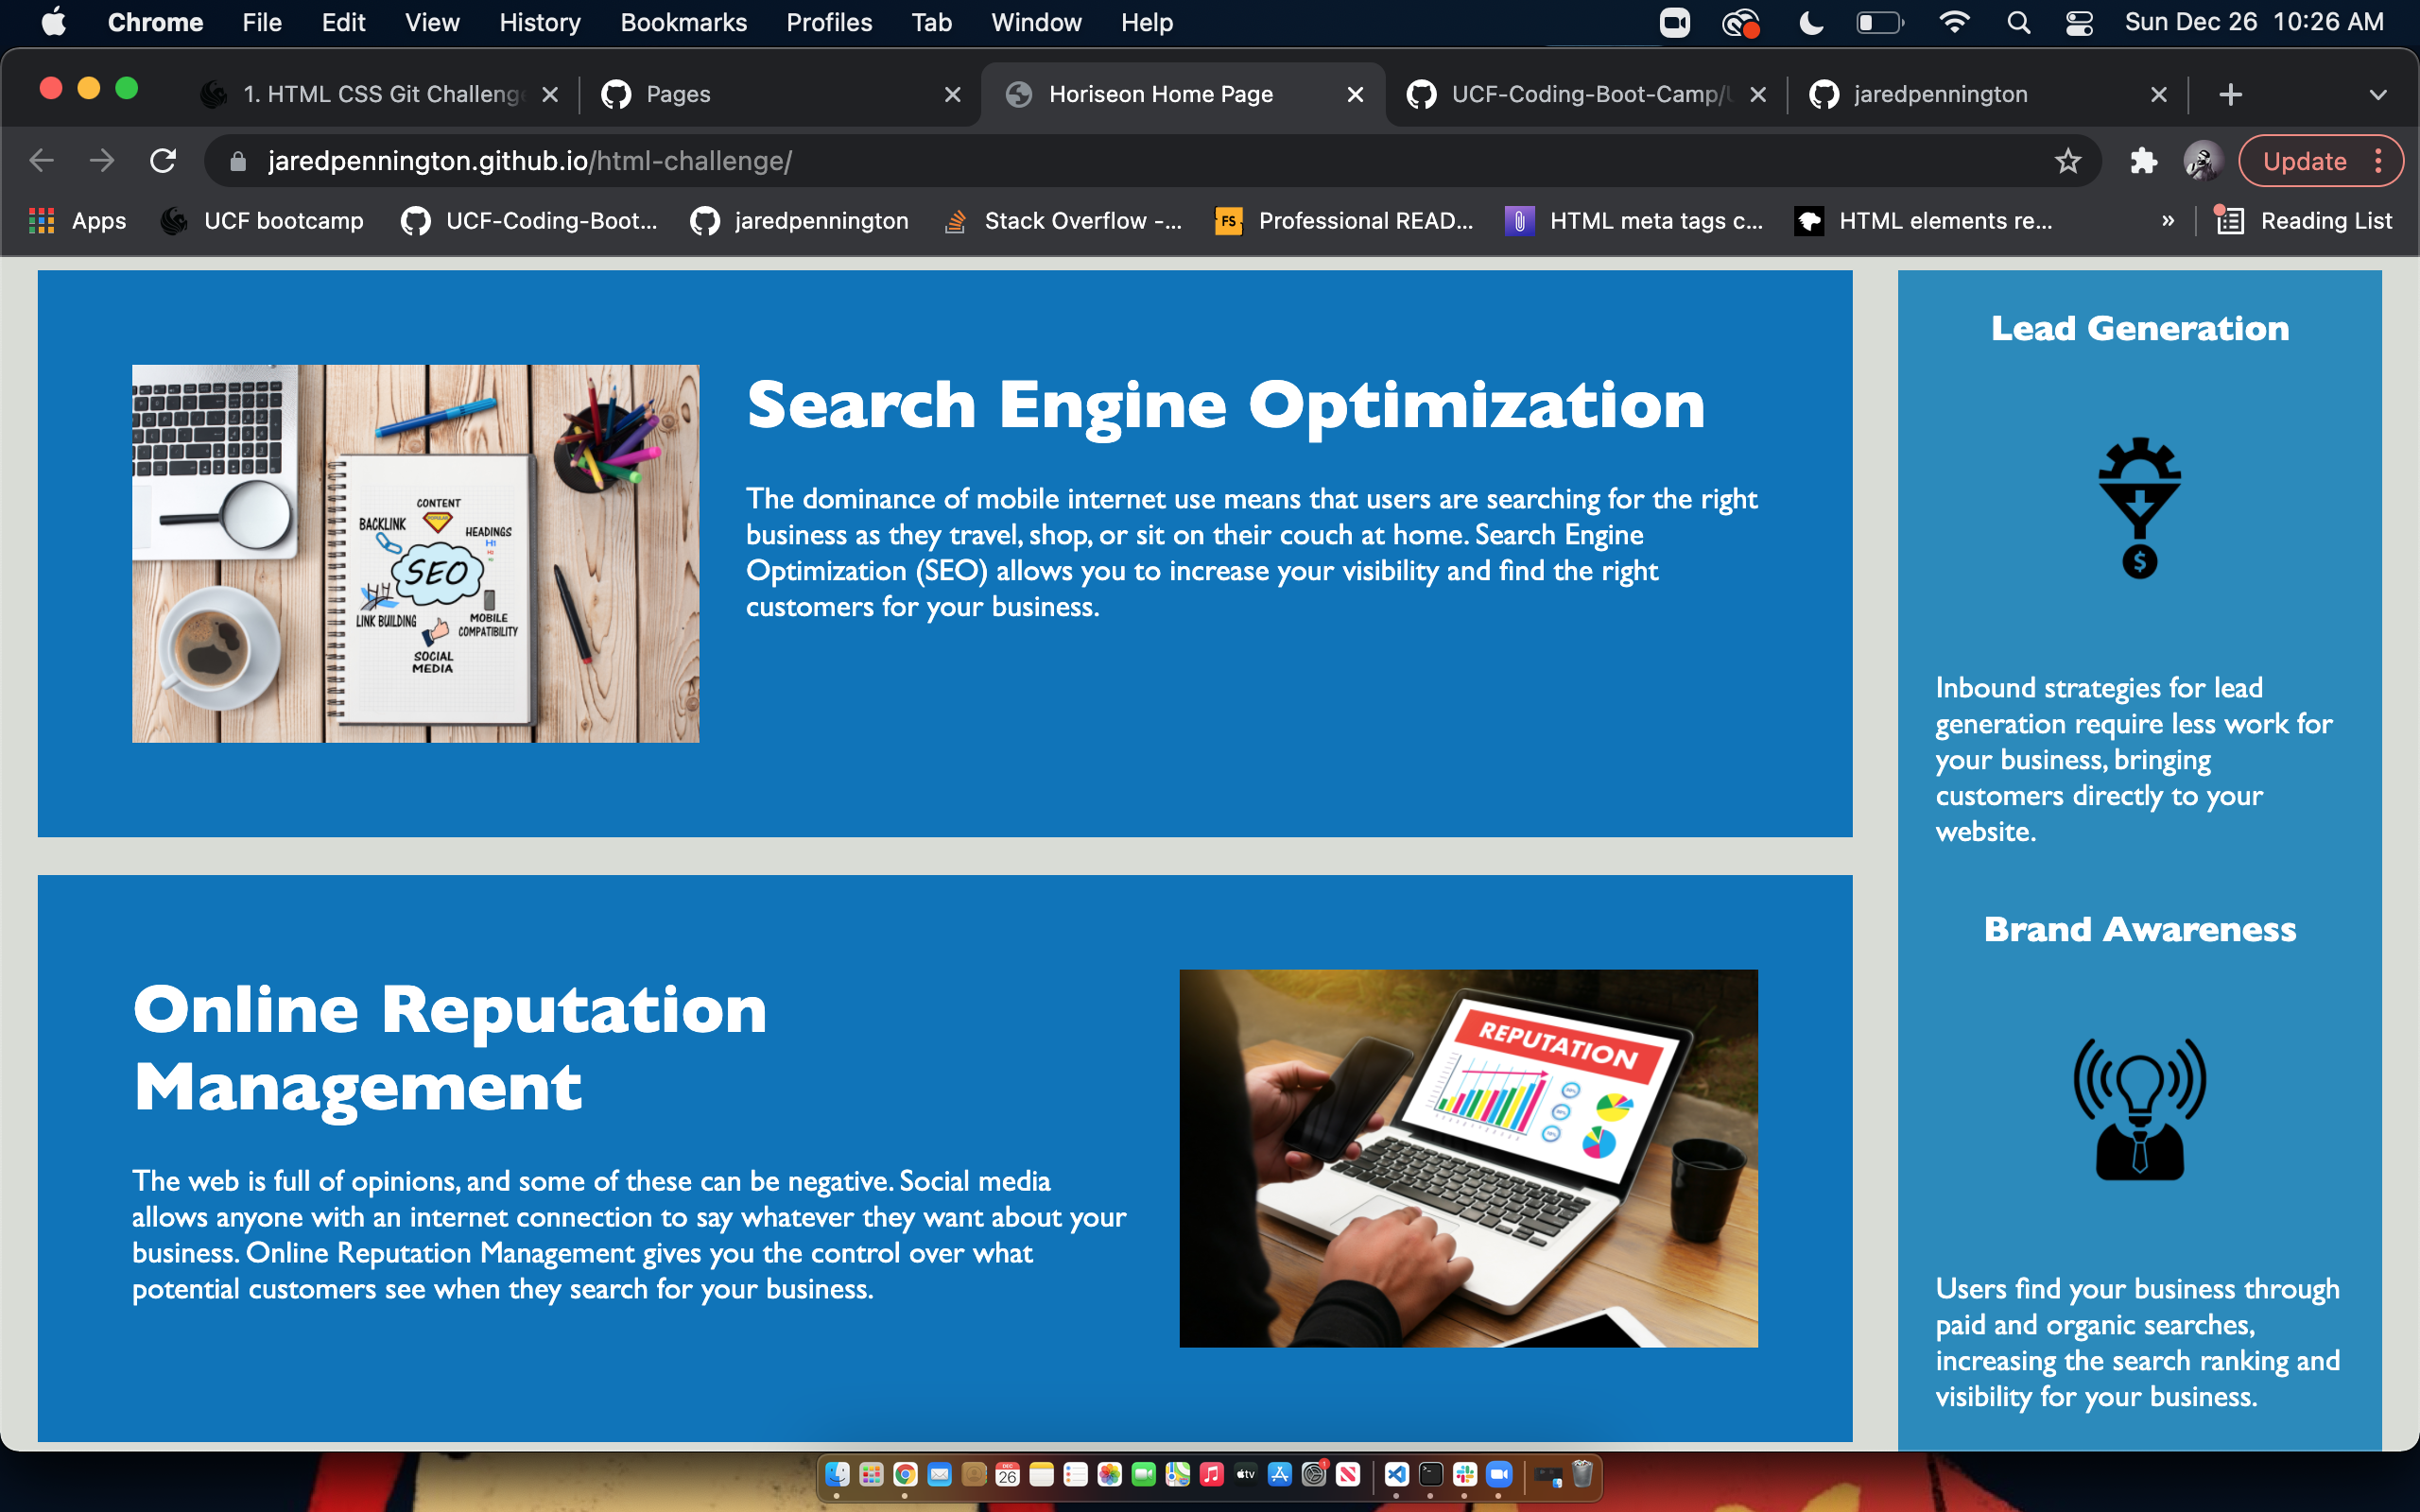 Chrome File Edit View History Bookmarks Profiles Tab Window Help Sun Dec 26 10:26 AM
1. HTML CSS Git Challeng Pages Horiseon Home Page UCF-Coding-Boot-Camp/ jaredpennington
jaredpennington.github.io/html-challenge/ Update
Apps UCF bootcamp UCF-Coding-Boot... jaredpennington Stack Overflow -... FS Professional READ... HTML meta tags c... HTML elements re... » Reading List
Search Engine Optimization
The dominance of mobile internet use means that users are searching for the right
business as they travel, shop, or sit on their couch at home. Search Engine
Optimization (SEO) allows you to increase your visibility and find the right
customers for your business.
CONTENT
BACKLINK
HEADINGS
H1
SEO
LINK BUILDING
MOBILE
COMPATIBILITY
SOCIAL
MEDIA
Online Reputation
Management
The web is full of opinions, and some of these can be negative. Social media
allows anyone with an internet connection to say whatever they want about your
business. Online Reputation Management gives you the control over what
potential customers see when they search for your business.
REPUTATION
Lead Generation
$
Inbound strategies for lead
generation require less work for
your business, bringing
customers directly to your
website.
Brand Awareness
Users find your business through
paid and organic searches,
increasing the search ranking and
visibility for your business.
DEC
26
tv